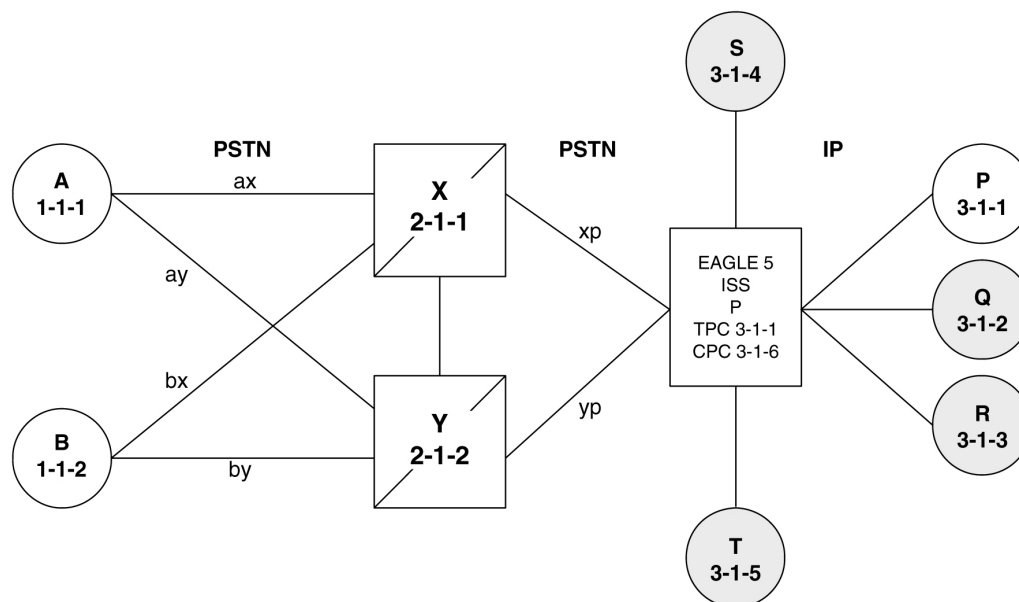 S
3-1-4
PSTN
PSTN
IP
A
1-1-1
ax
X
2-1-1
P
3-1-1
xp
ay
EAGLE 5
ISS
P
TPC 3-1-1
CPC 3-1-6
Q
3-1-2
bx
yp
B
1-1-2
by
Y
2-1-2
R
3-1-3
T
3-1-5